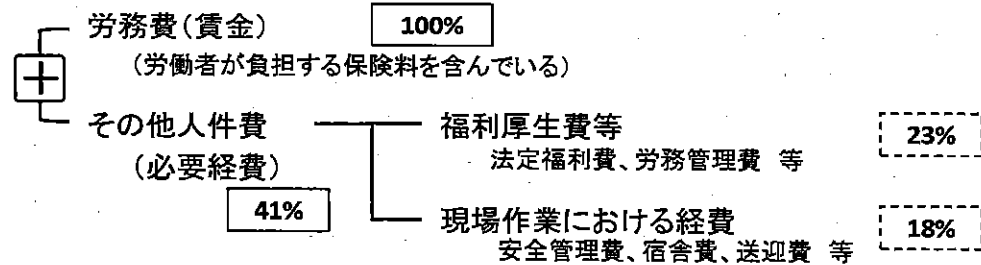 労務費(賃金) 100%
(労働者が負担する保険料を含んでいる)
+
その他人件費
(必要経費)
41%
福利厚生費等 23%
法定福利費、労務管理費 等
現場作業における経費 18%
安全管理費、宿舎費、送迎費 等